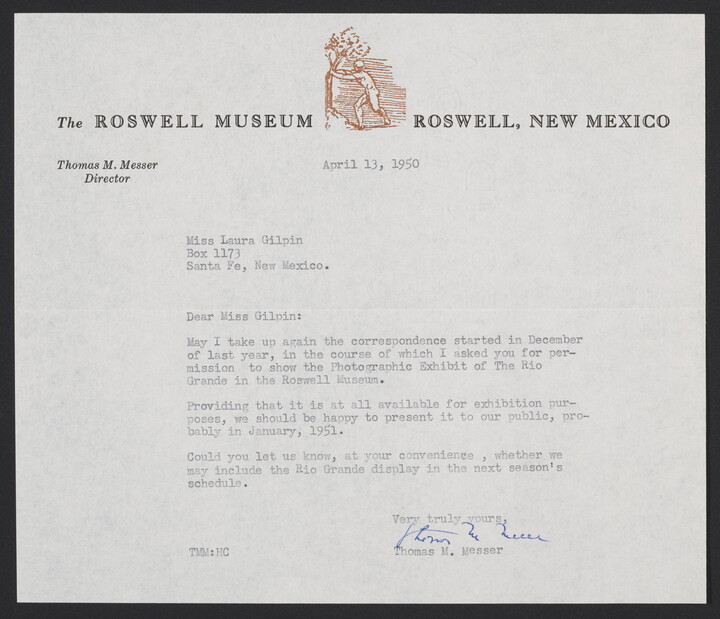 The ROSWELL MUSEUM ROSWELL, NEW MEXICO
Thomas M. Messer
Director
April 13, 1950
Miss Laura Gilpin
Box 1173
Santa Fe, New Mexico.
Dear Miss Gilpin:
May I take up again the correspondence started in December
of last year, in the course of which I asked you for per-
mission to show the Photographic Exhibit of The Rio
Grande in the Roswell Museum.
Providing that it is at all available for exhibition pur-
poses, we should be happy to present it to our public, pro-
bably in January, 1951.
Could you let us know, at your convenience , whether we
may include the Rio Grande display in the next season's
schedule.
Very truly yours,
Thomas M. Messer
TMM:HC Thomas M. Messer